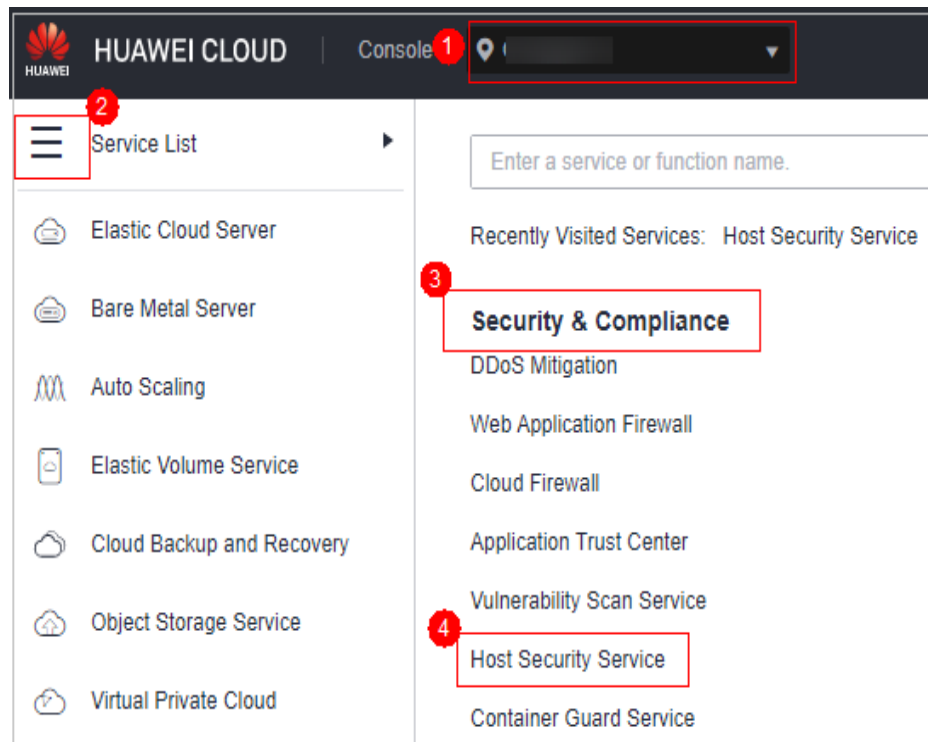 HUAWEI
HUAWEI CLOUD
Console
1
2
Service List
Enter a service or function name.
Elastic Cloud Server
Bare Metal Server
Auto Scaling
Elastic Volume Service
Cloud Backup and Recovery
Object Storage Service
Virtual Private Cloud
Recently Visited Services: Host Security Service
3
Security & Compliance
DDoS Mitigation
Web Application Firewall
Cloud Firewall
Application Trust Center
Vulnerability Scan Service
4
Host Security Service
Container Guard Service